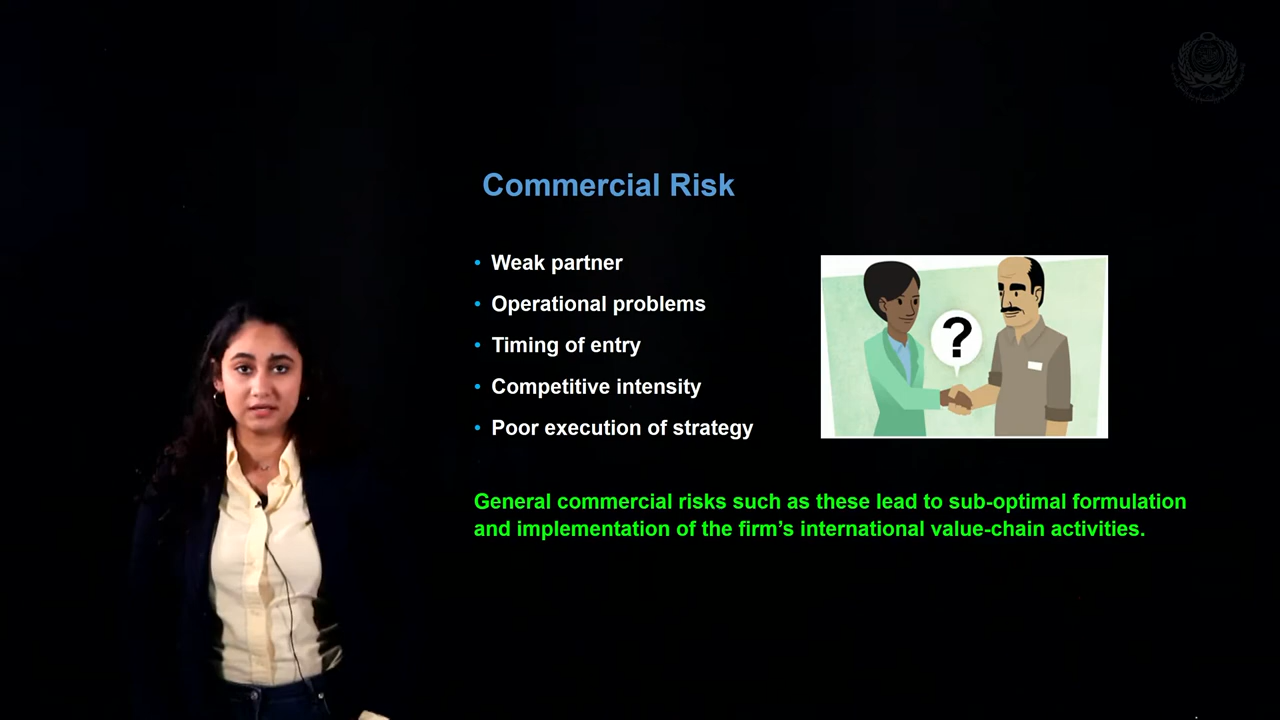 Commercial Risk
• Weak partner
• Operational problems
• Timing of entry
• Competitive intensity
• Poor execution of strategy
?
General commercial risks such as these lead to sub-optimal formulation
and implementation of the firm's international value-chain activities.